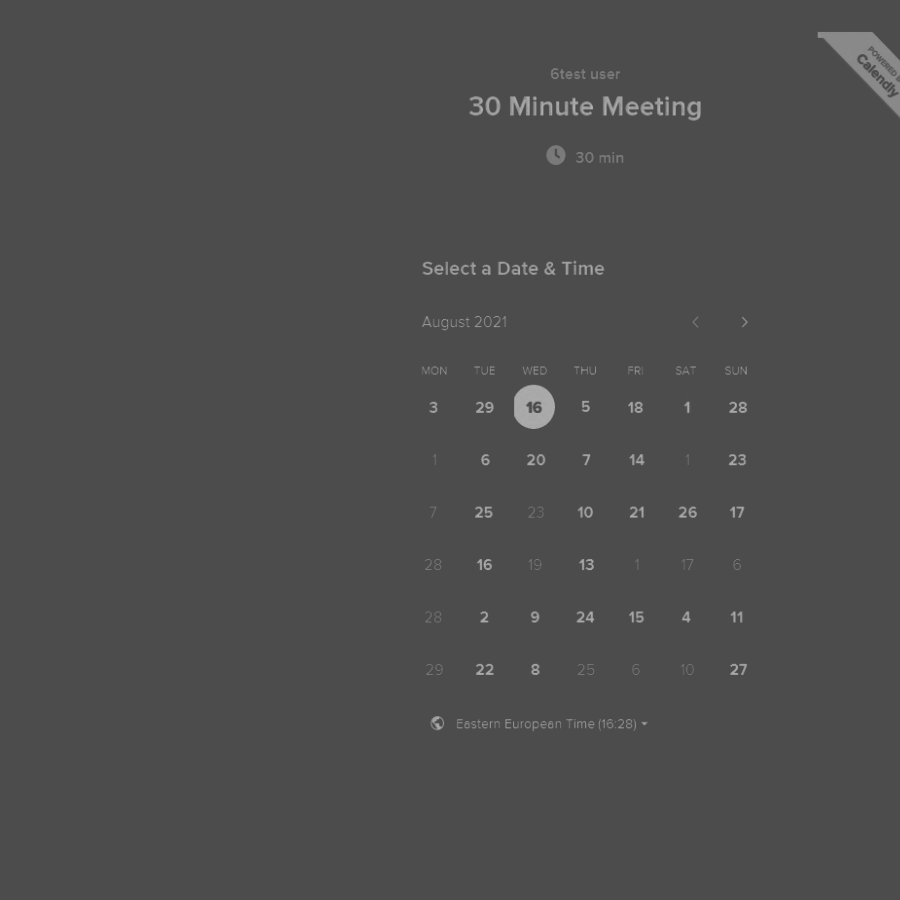 6test user
30 Minute Meeting
30 min
POWERED B
Calendly
Select a Date & Time
August 2021
MON TUE WED THU FRI SAT SUN
3 29 16 5 18 1 28
1 6 20 7 14 1 23
7 25 23 10 21 26 17
28 16 19 13 1 17 6
28 2 9 24 15 4 11
29 22 8 25 6 10 27
Eastern European Time (16:28)